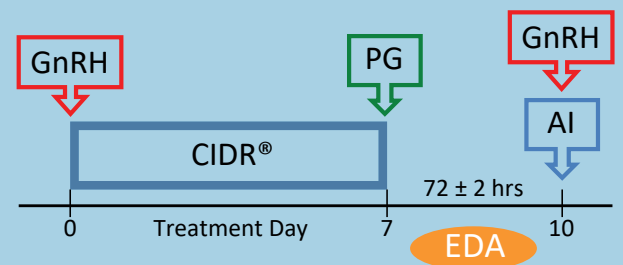 GnRH
PG
GnRH
CIDR®
AI
72 ± 2 hrs
0
Treatment Day
7
10
EDA